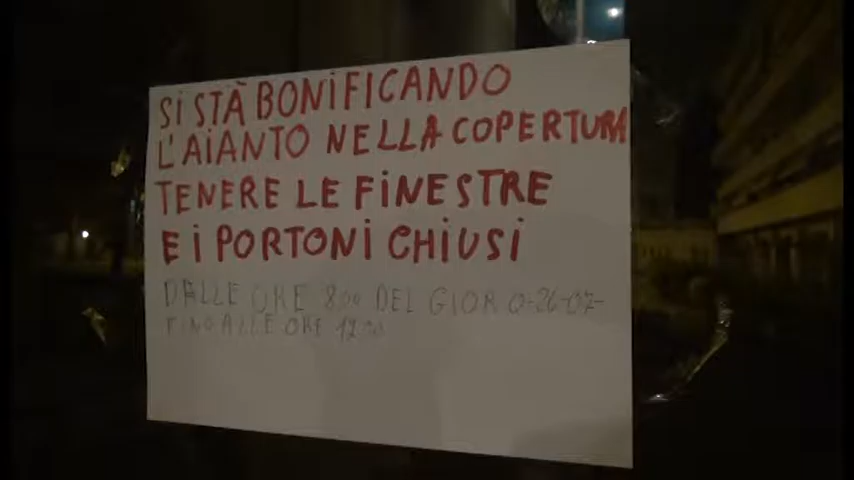 SI STÀ BONIFICANDO
L'AIANTO NELLA COPERTURA
TENERE LE FINESTRE
E I PORTONI CHIUSI
DALLE ORE 8,00 DEL GIOR O-26-07-
FINO ALLE ORE 12,00